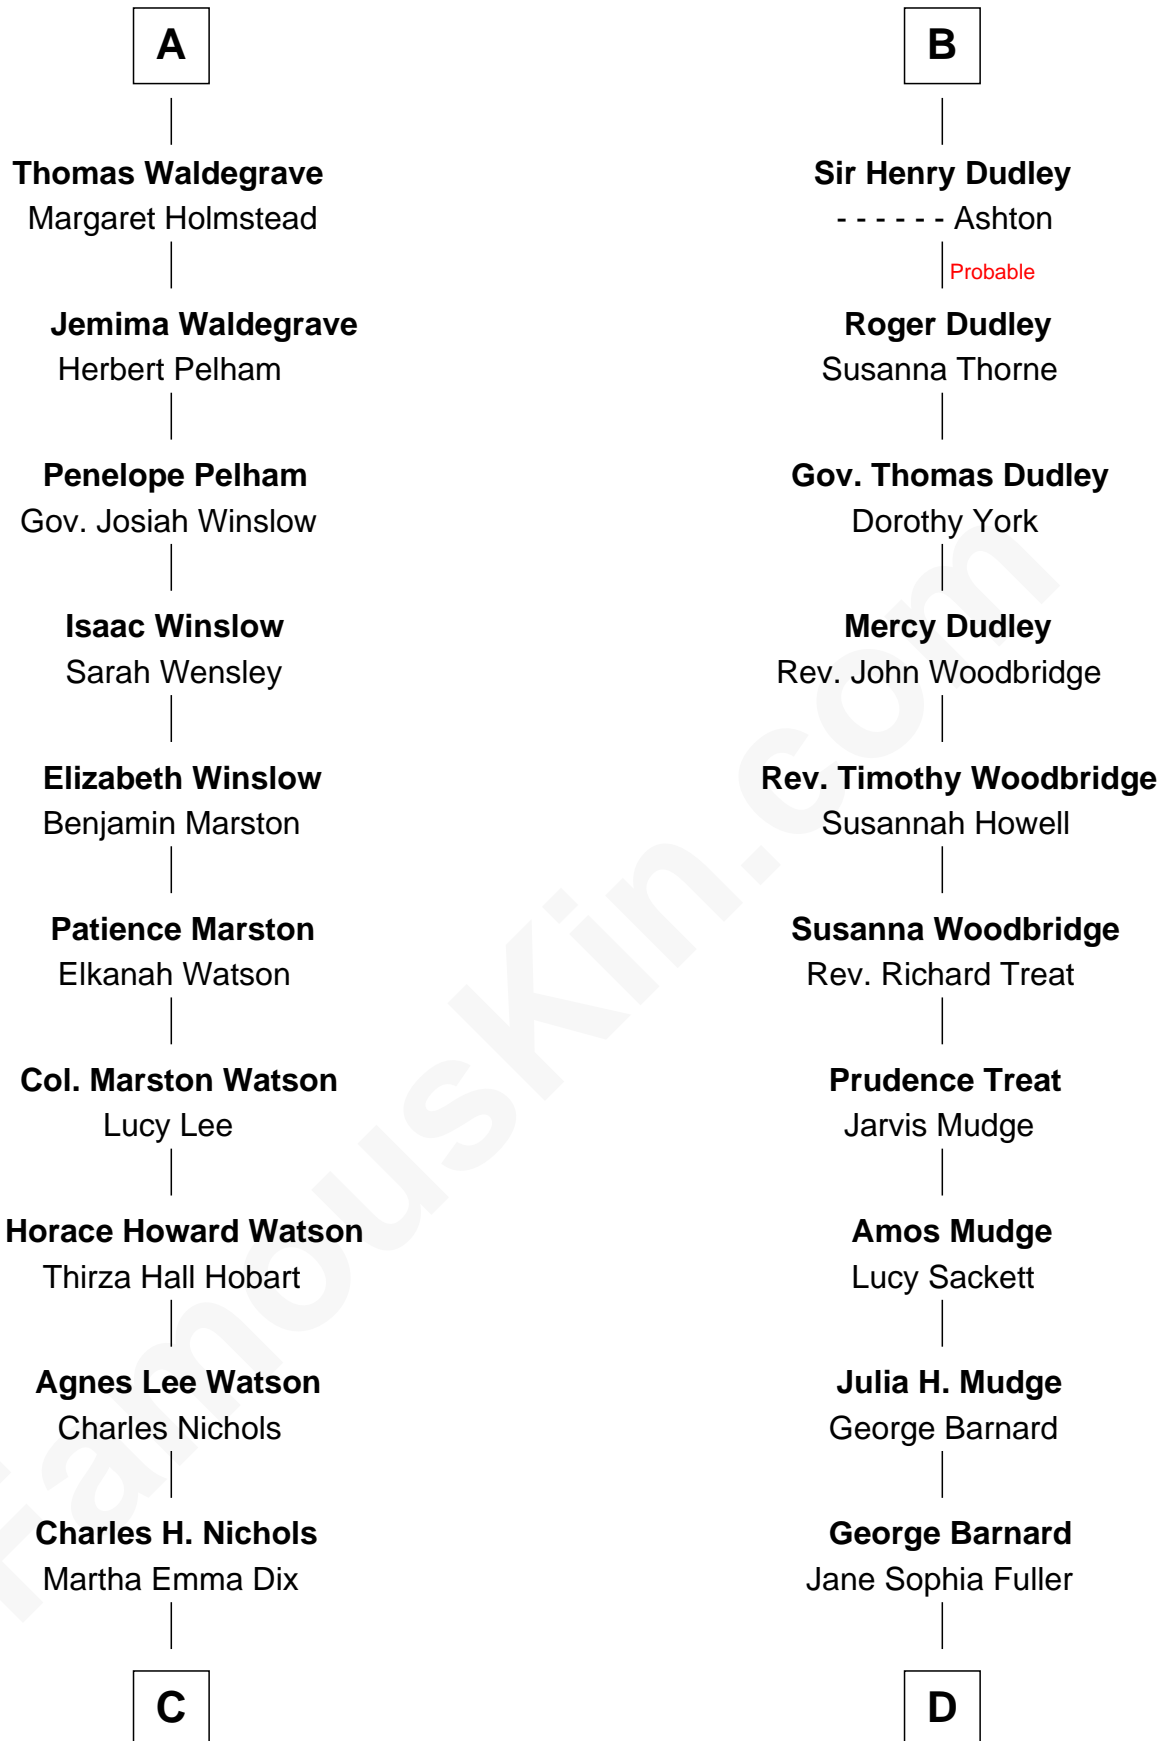 A
Thomas Waldegrave
Margaret Holmstead
Jemima Waldegrave
Herbert Pelham
Penelope Pelham
Gov. Josiah Winslow
Isaac Winslow
Sarah Wensley
Elizabeth Winslow
Benjamin Marston
Patience Marston
Elkanah Watson
Col. Marston Watson
Lucy Lee
Horace Howard Watson
Thirza Hall Hobart
Agnes Lee Watson
Charles Nichols
Charles H. Nichols
Martha Emma Dix
C
B
Sir Henry Dudley
- - - - - - Ashton
Probable
Roger Dudley
Susanna Thorne
Gov. Thomas Dudley
Dorothy York
Mercy Dudley
Rev. John Woodbridge
Rev. Timothy Woodbridge
Susannah Howell
Susanna Woodbridge
Rev. Richard Treat
Prudence Treat
Jarvis Mudge
Amos Mudge
Lucy Sackett
Julia H. Mudge
George Barnard
George Barnard
Jane Sophia Fuller
D
FamousKin.com